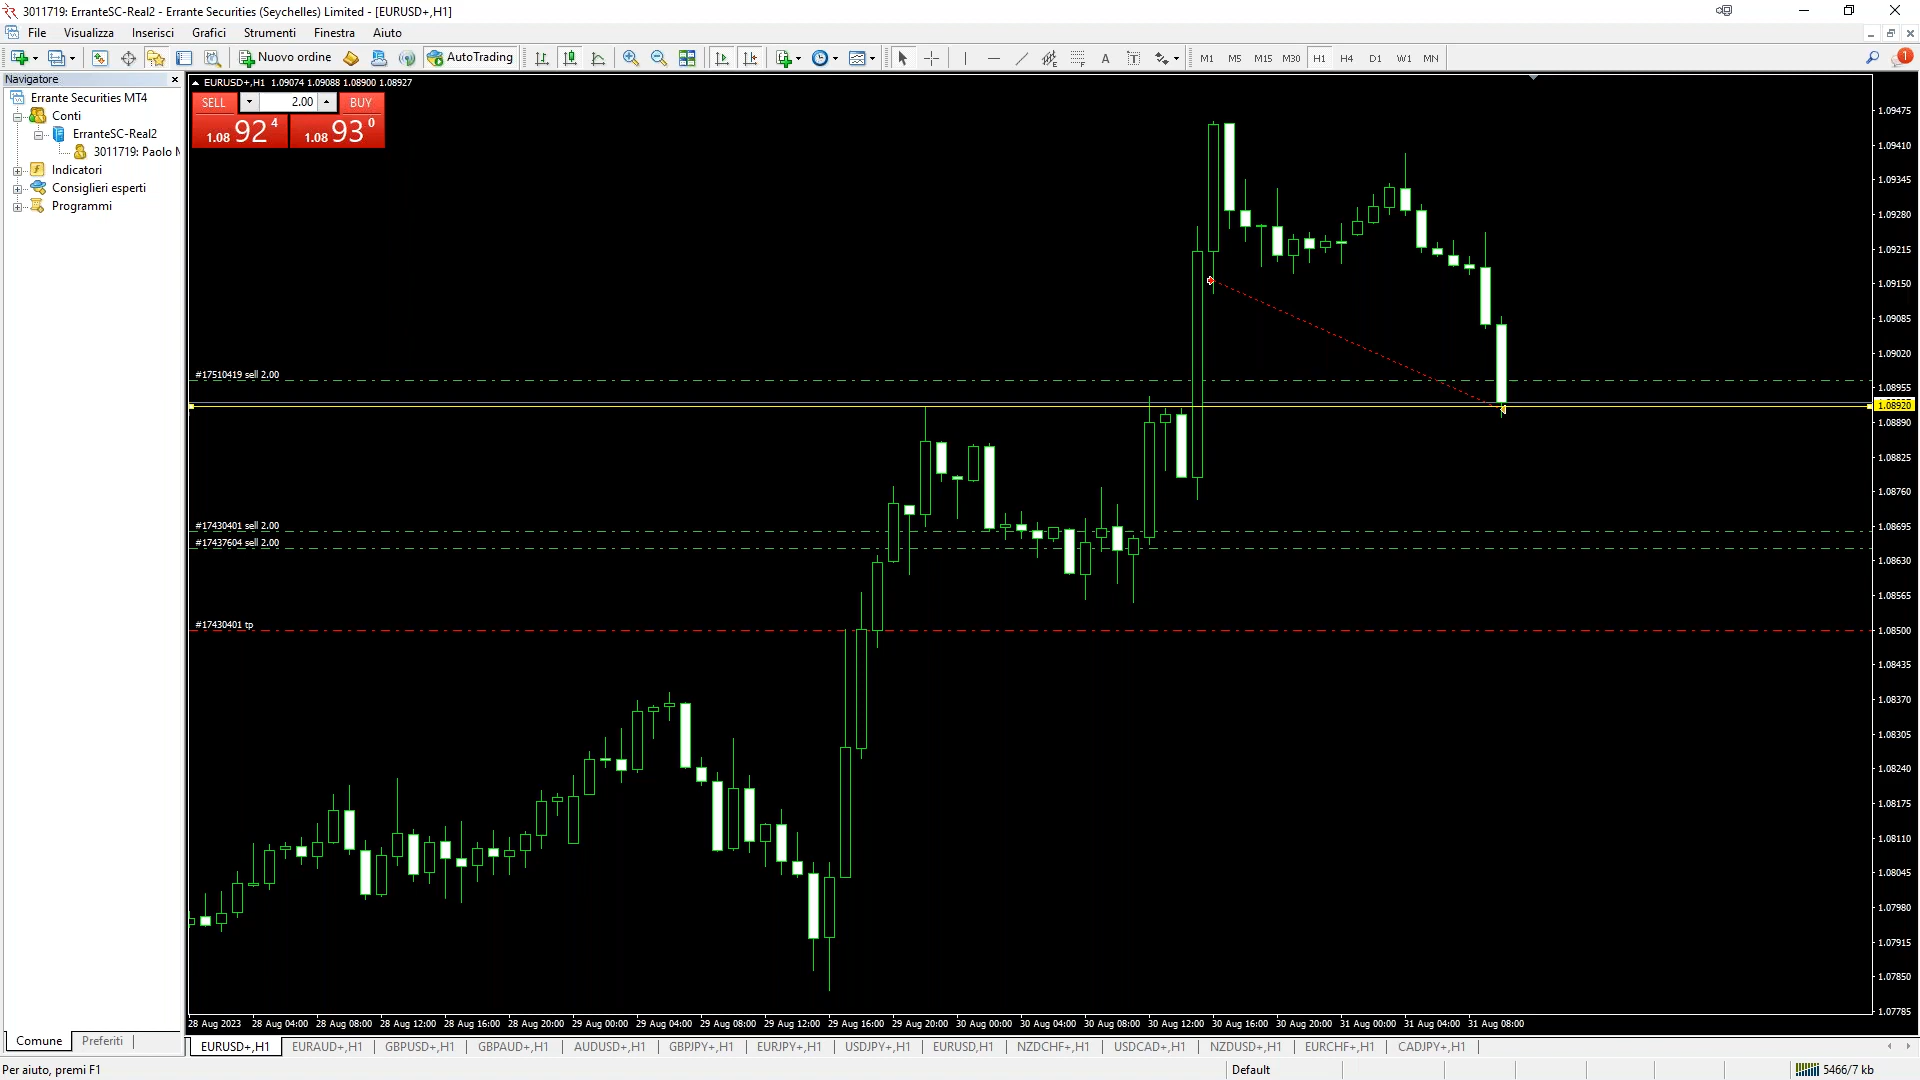 3011719: ErranteSC-Real2 - Errante Securities (Seychelles) Limited - [EURUSD+,H1]
File Visualizza Inserisci Grafici Strumenti Finestra Aiuto
Nuovo ordine AutoTrading A T M1 M5 M15 M30 H1 H4 D1 W1 MN 1
Navigatore
Errante Securities MT4
Conti
ErranteSC-Real2
3011719: Paolo M
Indicatori
Consiglieri esperti
Programmi
Comune Preferiti
EURUSD+,H1 1.09074 1.09088 1.08900 1.08927
SELL 2.00 BUY
1.08 92 4 1.08 93 0
#17510419 sell 2.00
#17430401 sell 2.00
#17437604 sell 2.00
#17430401 tp
1.09475
1.09410
1.09345
1.09280
1.09215
1.09150
1.09085
1.09020
1.08955
1.08920
1.08890
1.08825
1.08760
1.08695
1.08630
1.08565
1.08500
1.08435
1.08370
1.08305
1.08240
1.08175
1.08110
1.08045
1.07980
1.07915
1.07850
1.07785
28 Aug 2023 28 Aug 04:00 28 Aug 08:00 28 Aug 12:00 28 Aug 16:00 28 Aug 20:00 29 Aug 00:00 29 Aug 04:00 29 Aug 08:00 29 Aug 12:00 29 Aug 16:00 29 Aug 20:00 30 Aug 00:00 30 Aug 04:00 30 Aug 08:00 30 Aug 12:00 30 Aug 16:00 30 Aug 20:00 31 Aug 00:00 31 Aug 04:00 31 Aug 08:00
EURUSD+,H1 EURAUD+,H1 GBPUSD+,H1 GBPAUD+,H1 AUDUSD+,H1 GBPJPY+,H1 EURJPY+,H1 USDJPY+,H1 EURUSD,H1 NZDCHF+,H1 USDCAD+,H1 NZDUSD+,H1 EURCHF+,H1 CADJPY+,H1
Per aiuto, premi F1 Default 5466/7 kb